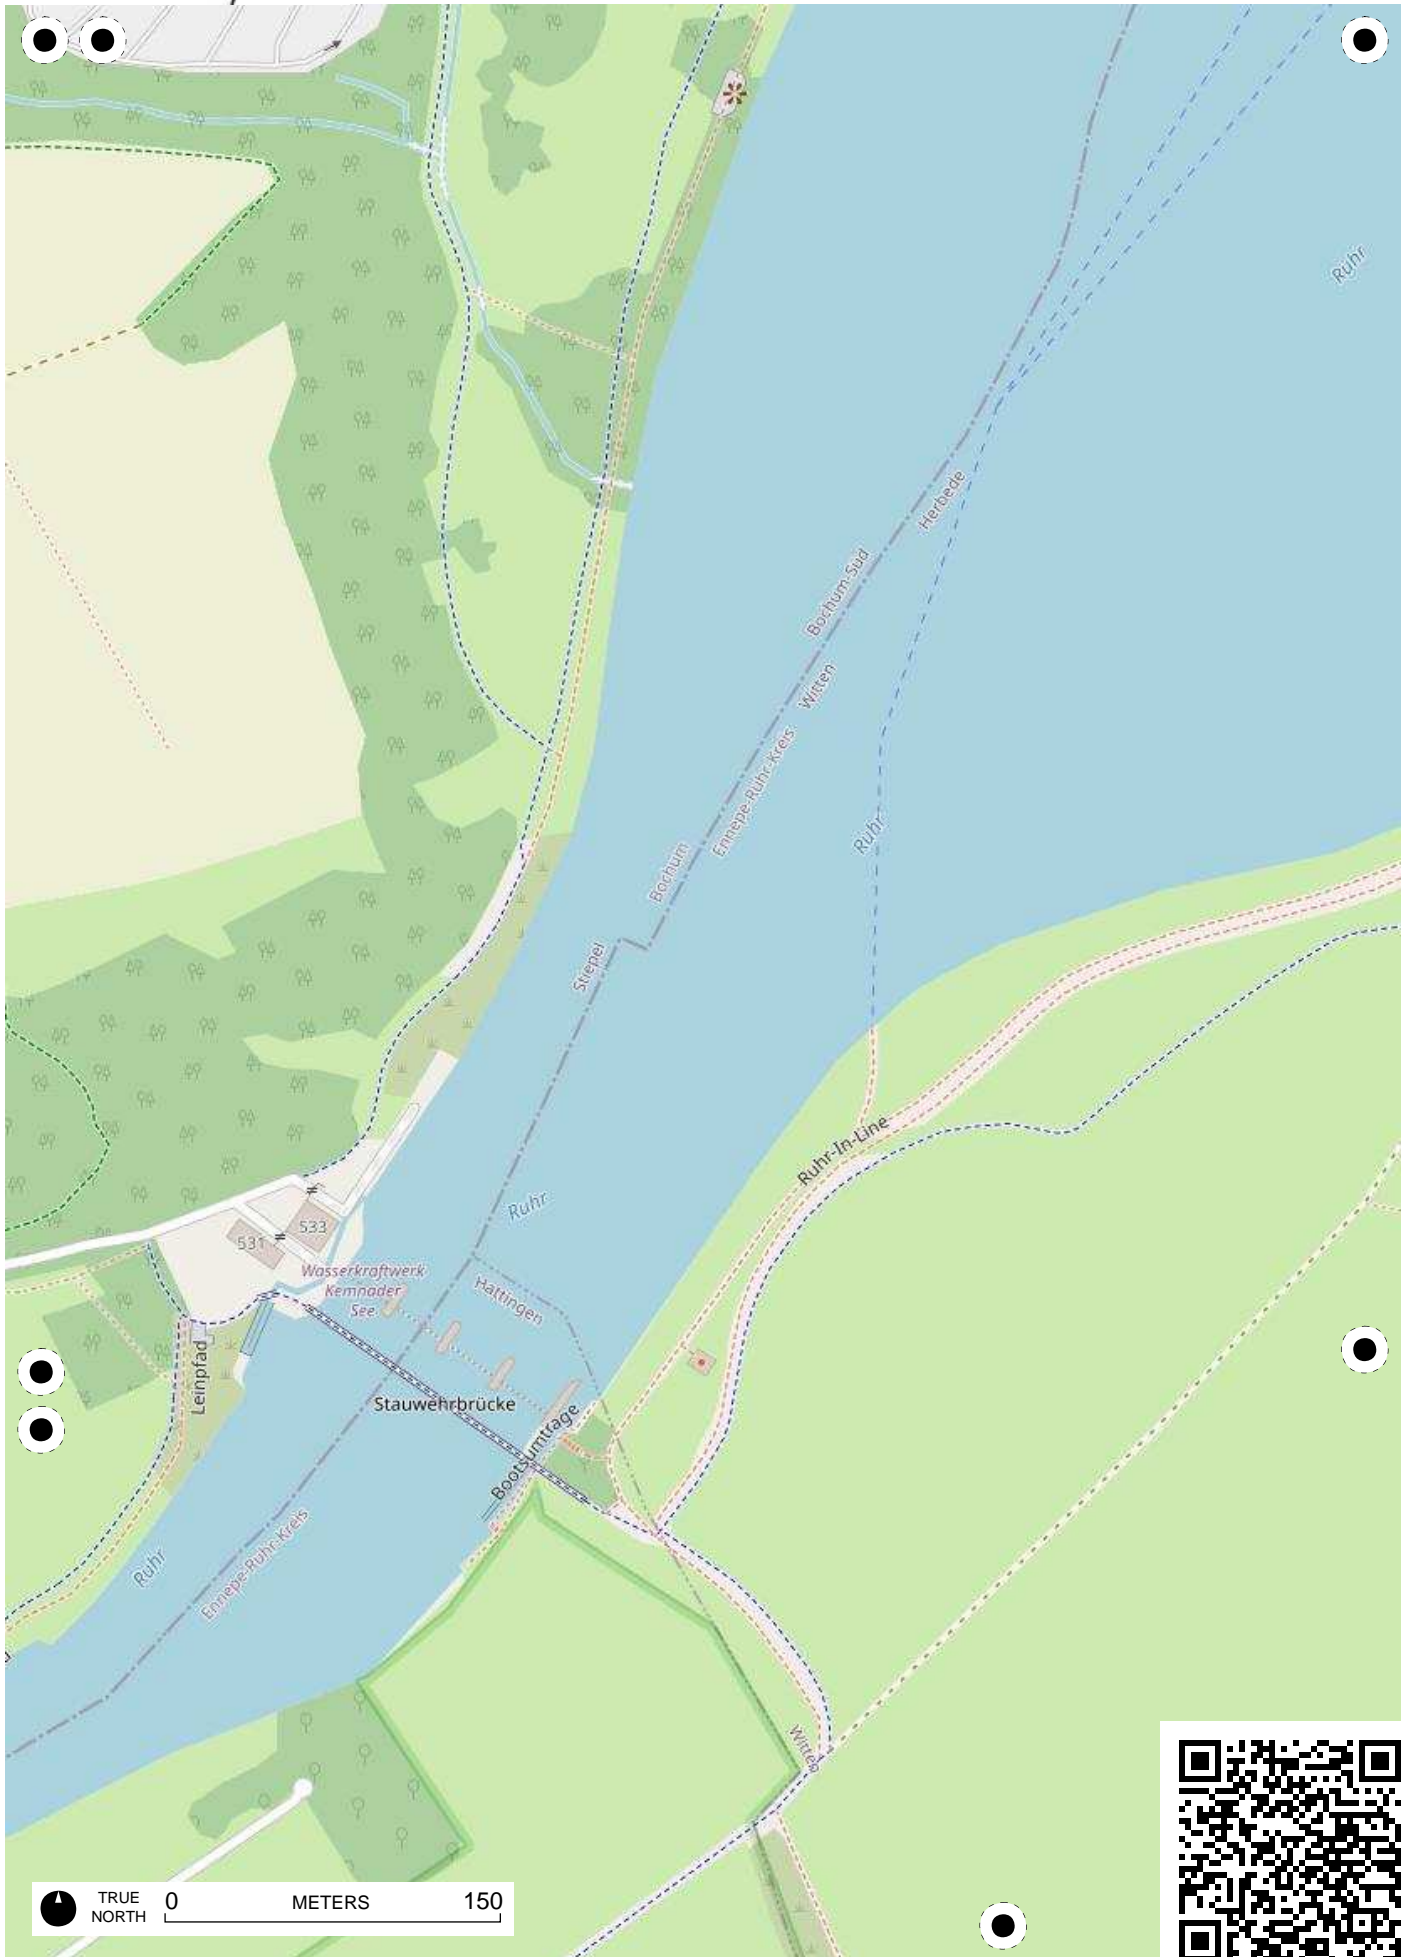 Ruhr
Herbede
Bochum-Süd
Witten
Ennepe-Ruhr-Kreis
Ruhr
Bochum
Stiepel
Ruhr-In-Line
Ruhr
533
531
Wasserkraftwerk
Kemnader
See
Hattingen
Leinpfad
Stauwehrbrücke
Bootsumtrage
Ennepe-Ruhr-Kreis
Ruhr
Witten
TRUE
NORTH
0 METERS 150